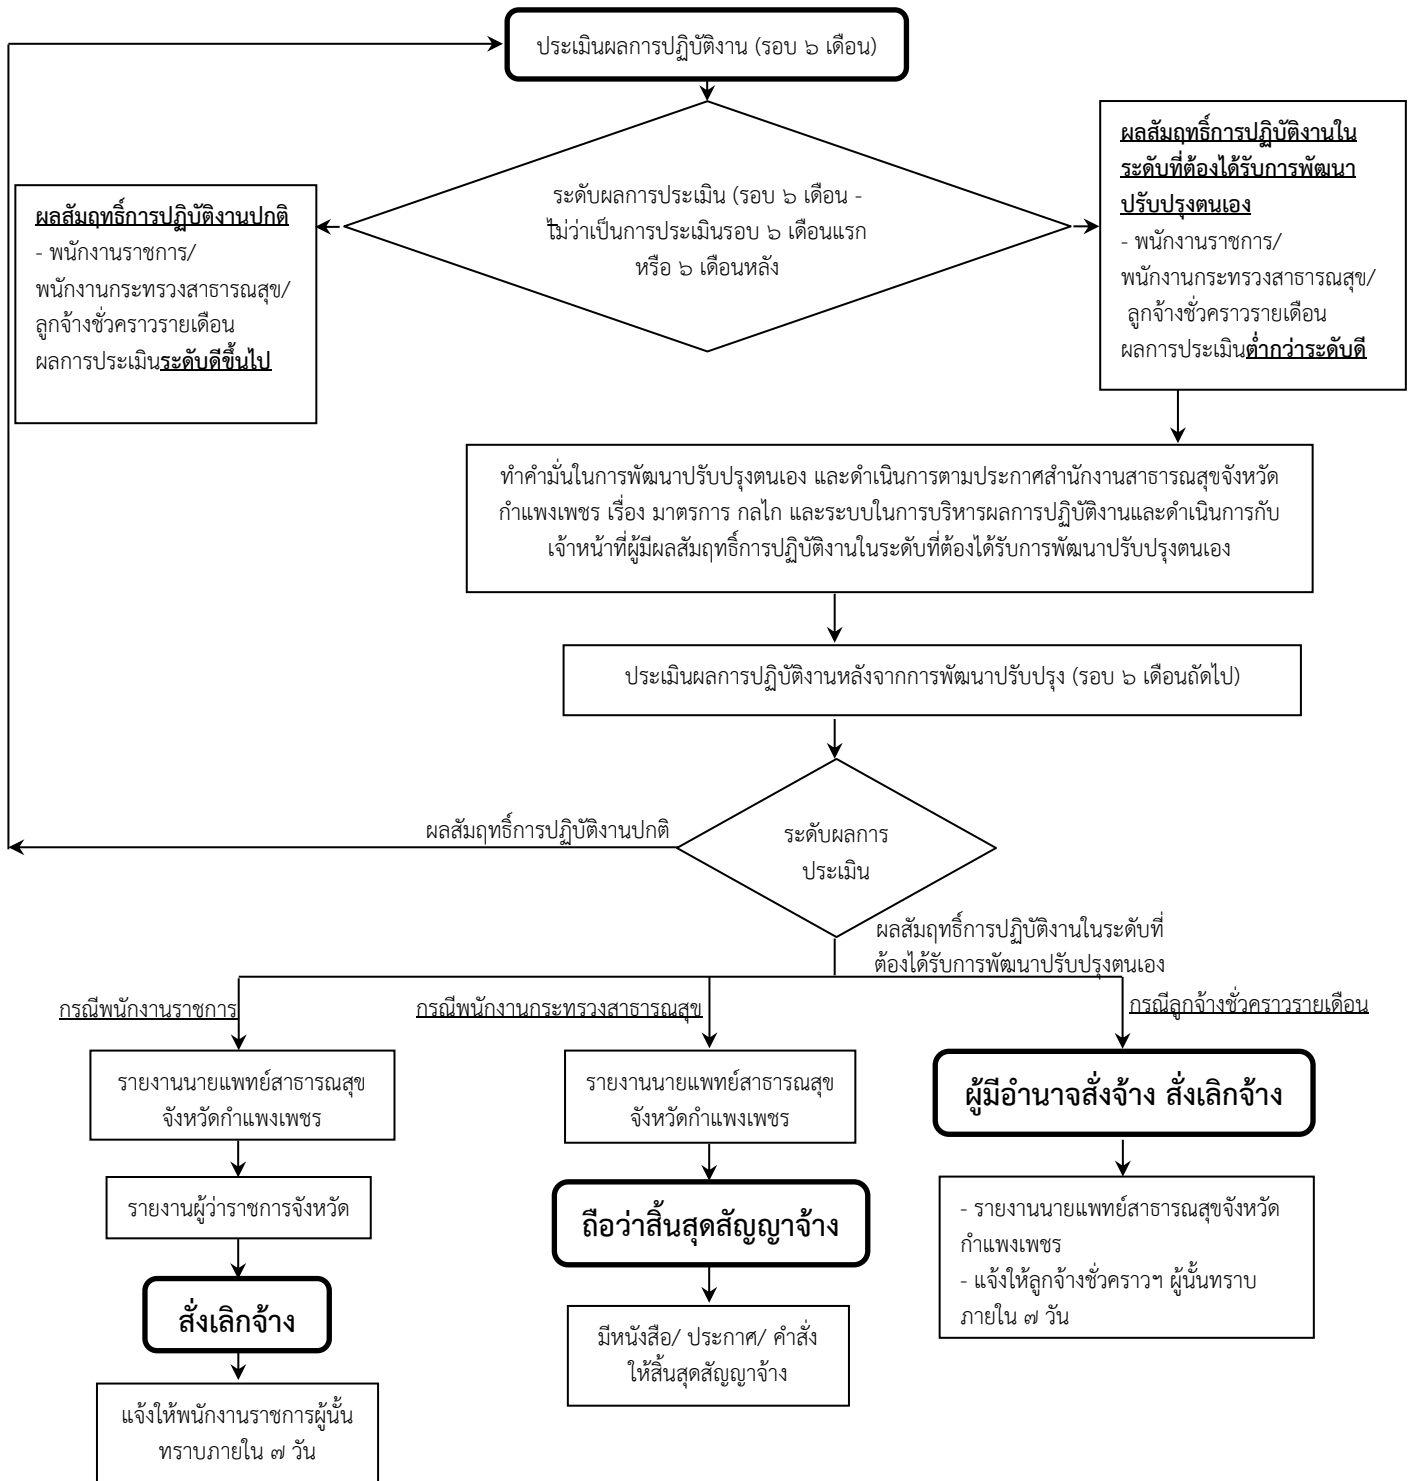 ประเมินผลการปฏิบัติงาน (รอบ ๖ เดือน)
ระดับผลการประเมิน (รอบ ๖ เดือน -
ไม่ว่าเป็นการประเมินรอบ ๖ เดือนแรก
หรือ ๖ เดือนหลัง
ผลสัมฤทธิ์การปฏิบัติงานปกติ
- พนักงานราชการ/
พนักงานกระทรวงสาธารณสุข/
ลูกจ้างชั่วคราวรายเดือน
ผลการประเมินระดับดีขึ้นไป
ผลสัมฤทธิ์การปฏิบัติงานใน
ระดับที่ต้องได้รับการพัฒนา
ปรับปรุงตนเอง
- พนักงานราชการ/
พนักงานกระทรวงสาธารณสุข/
ลูกจ้างชั่วคราวรายเดือน
ผลการประเมินต่ำกว่าระดับดี
ทำคำมั่นในการพัฒนาปรับปรุงตนเอง และดำเนินการตามประกาศสำนักงานสาธารณสุขจังหวัด
กำแพงเพชร เรื่อง มาตรการ กลไก และระบบในการบริหารผลการปฏิบัติงานและดำเนินการกับ
เจ้าหน้าที่ผู้มีผลสัมฤทธิ์การปฏิบัติงานในระดับที่ต้องได้รับการพัฒนาปรับปรุงตนเอง
ประเมินผลการปฏิบัติงานหลังจากการพัฒนาปรับปรุง (รอบ ๖ เดือนถัดไป)
ผลสัมฤทธิ์การปฏิบัติงานปกติ
ระดับผลการ
ประเมิน
ผลสัมฤทธิ์การปฏิบัติงานในระดับที่
ต้องได้รับการพัฒนาปรับปรุงตนเอง
กรณีพนักงานราชการ
รายงานนายแพทย์สาธารณสุข
จังหวัดกำแพงเพชร
รายงานผู้ว่าราชการจังหวัด
สั่งเลิกจ้าง
แจ้งให้พนักงานราชการผู้นั้น
ทราบภายใน ๗ วัน
กรณีพนักงานกระทรวงสาธารณสุข
รายงานนายแพทย์สาธารณสุข
จังหวัดกำแพงเพชร
ถือว่าสิ้นสุดสัญญาจ้าง
มีหนังสือ/ ประกาศ/ คำสั่ง
ให้สิ้นสุดสัญญาจ้าง
กรณีลูกจ้างชั่วคราวรายเดือน
ผู้มีอำนาจสั่งจ้าง สั่งเลิกจ้าง
- รายงานนายแพทย์สาธารณสุขจังหวัด
กำแพงเพชร
- แจ้งให้ลูกจ้างชั่วคราวฯ ผู้นั้นทราบ
ภายใน ๗ วัน